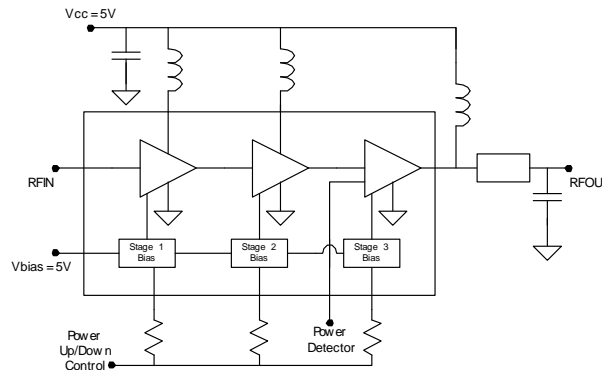 Vcc = 5V
RFIN
RFOU
Stage 1
Bias
Stage 2
Bias
Stage 3
Bias
Vbias = 5V
Power
Up/Down
Control
Power
Detector